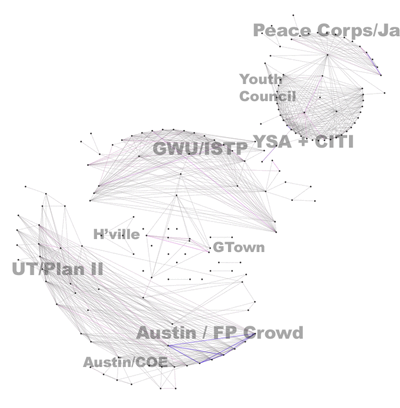 Peace Corps/Ja
Youth
Council
YSA + CITI
GWU/ISTP
H'ville
GTown
UT/Plan II
Austin / FP Crowd
Austin/COE